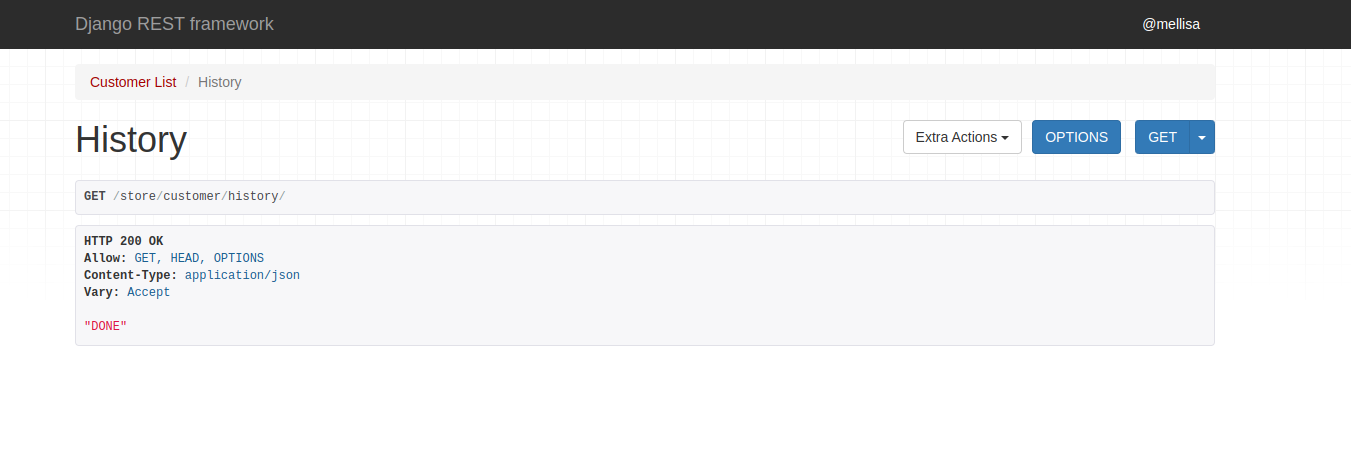 Django REST framework
@mellisa
Customer List / History
History
Extra Actions
OPTIONS
GET
GET /store/customer/history/
HTTP 200 OK
Allow: GET, HEAD, OPTIONS
Content-Type: application/json
Vary: Accept
"DONE"